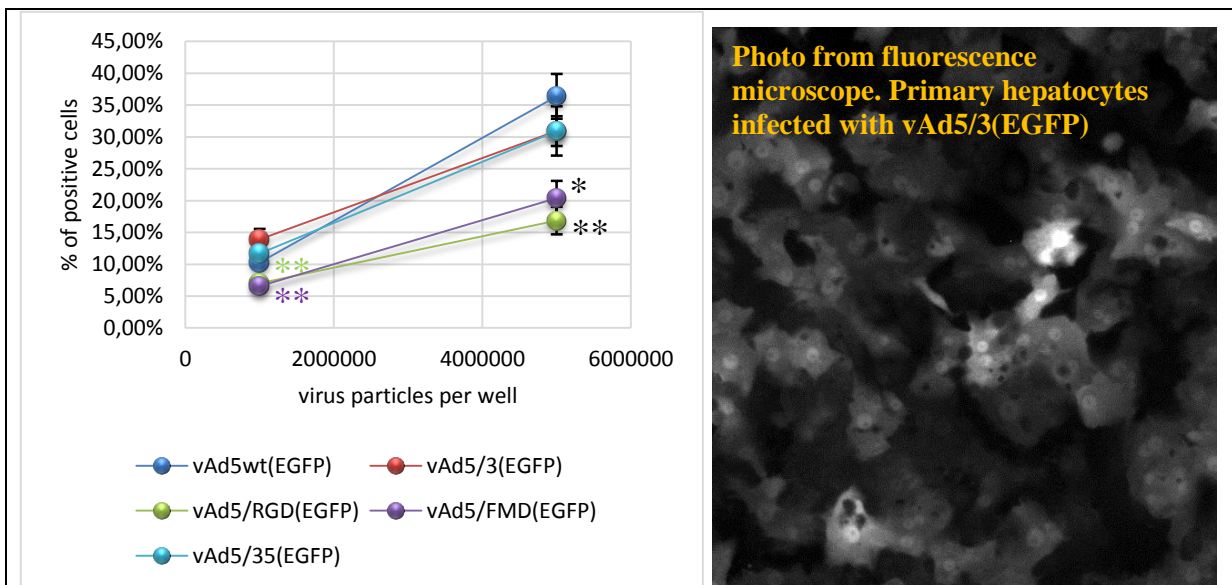 45,00%
40,00%
35,00%
30,00%
25,00%
20,00%
15,00%
10,00%
5,00%
0,00%
% of positive cells
*
**
**
**
0
2000000
4000000
6000000
virus particles per well
vAd5wt(EGFP)
vAd5/3(EGFP)
vAd5/RGD(EGFP)
vAd5/FMD(EGFP)
vAd5/35(EGFP)
Photo from fluorescence
microscope. Primary hepatocytes
infected with vAd5/3(EGFP)